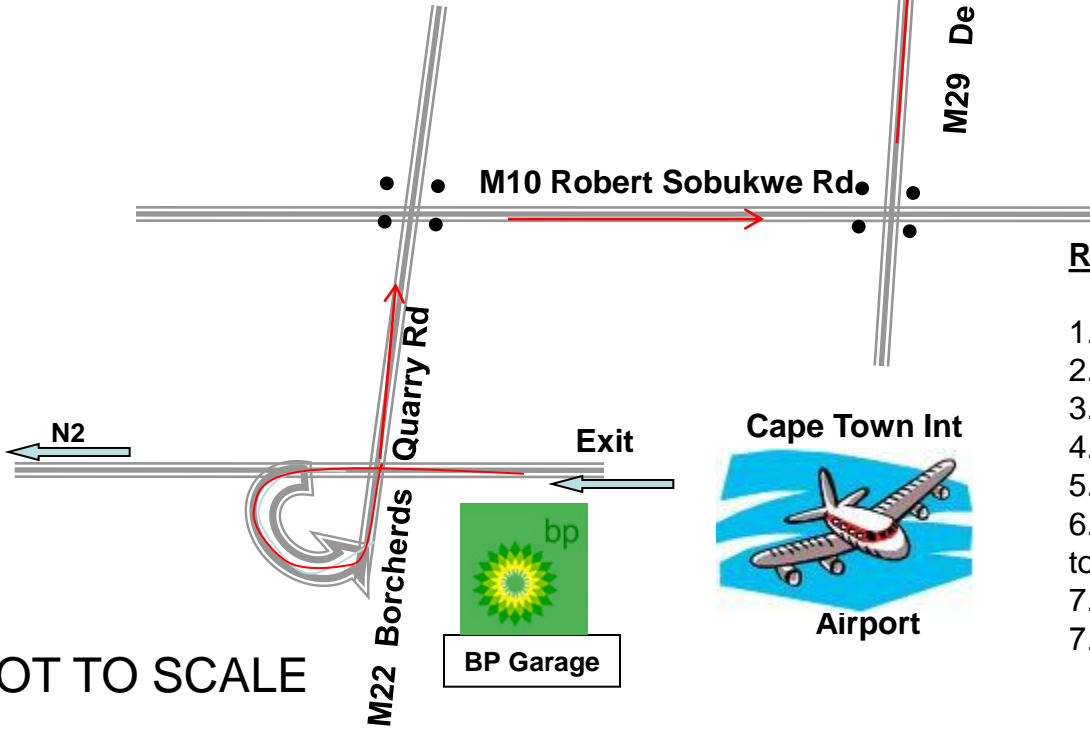 M29 De
M10 Robert Sobukwe Rd
R
1.
2.
3.
4.
5.
6.
to
7.
7.
M22 Borcherds Quarry Rd
N2
Exit
Cape Town Int
Airport
bp
BP Garage
OT TO SCALE